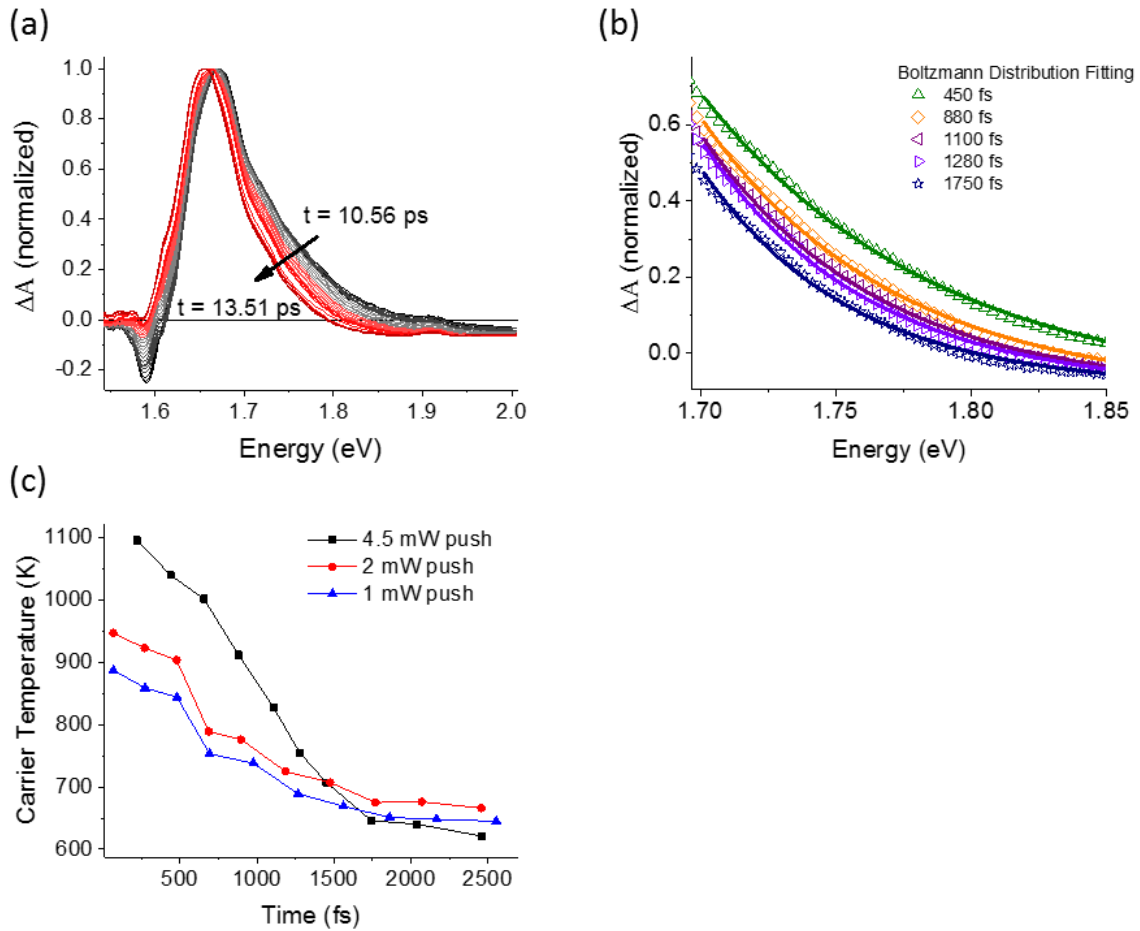 (a)
ΔA (normalized)
1.0
0.8
0.6
0.4
0.2
0.0
-0.2
t = 10.56 ps
t = 13.51 ps
1.6
1.7
1.8
1.9
2.0
Energy (eV)
(b)
ΔA (normalized)
0.6
0.4
0.2
0.0
Boltzmann Distribution Fitting
450 fs
880 fs
1100 fs
1280 fs
1750 fs
1.70
1.75
1.80
1.85
Energy (eV)
(c)
Carrier Temperature (K)
1100
1000
900
800
700
600
4.5 mW push
2 mW push
1 mW push
500
1000
1500
2000
2500
Time (fs)